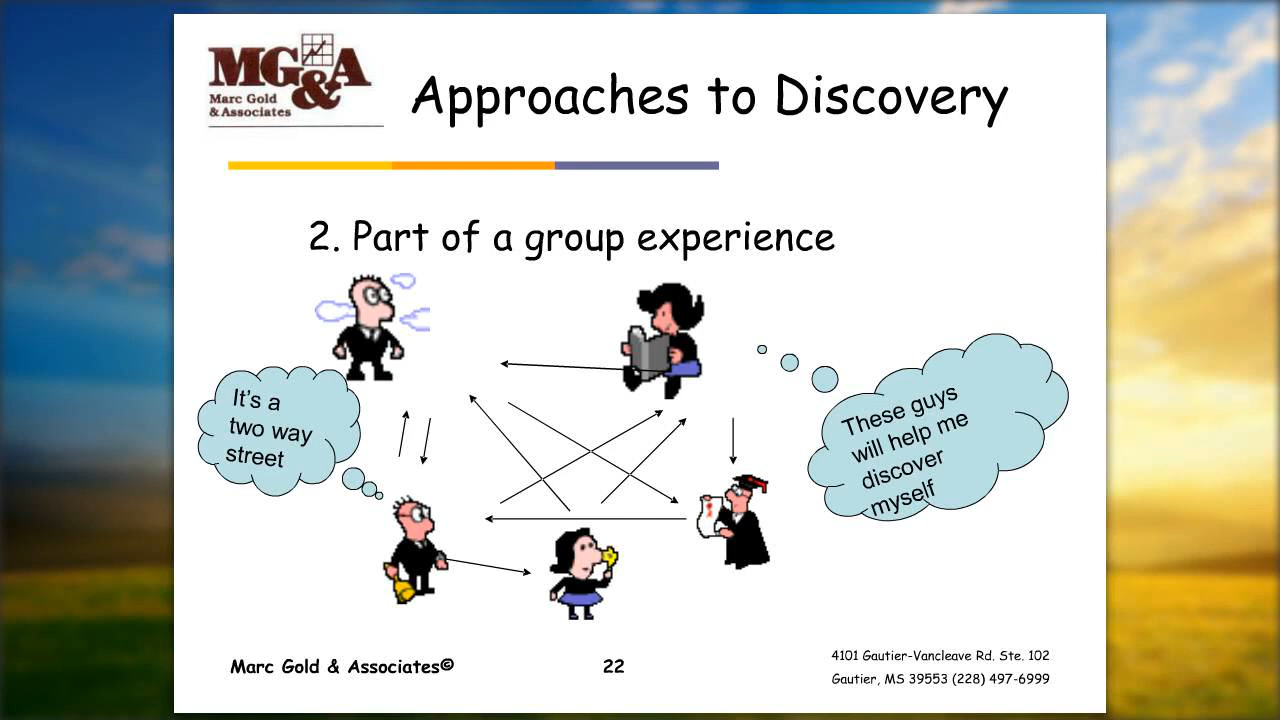 MG&A
Marc Gold
& Associates
Approaches to Discovery
2. Part of a group experience
It's a
two way
street
These guys
will help me
discover
myself
Marc Gold & Associates©
22
4101 Gautier-Vancleave Rd. Ste. 102
Gautier, MS 39553 (228) 497-6999